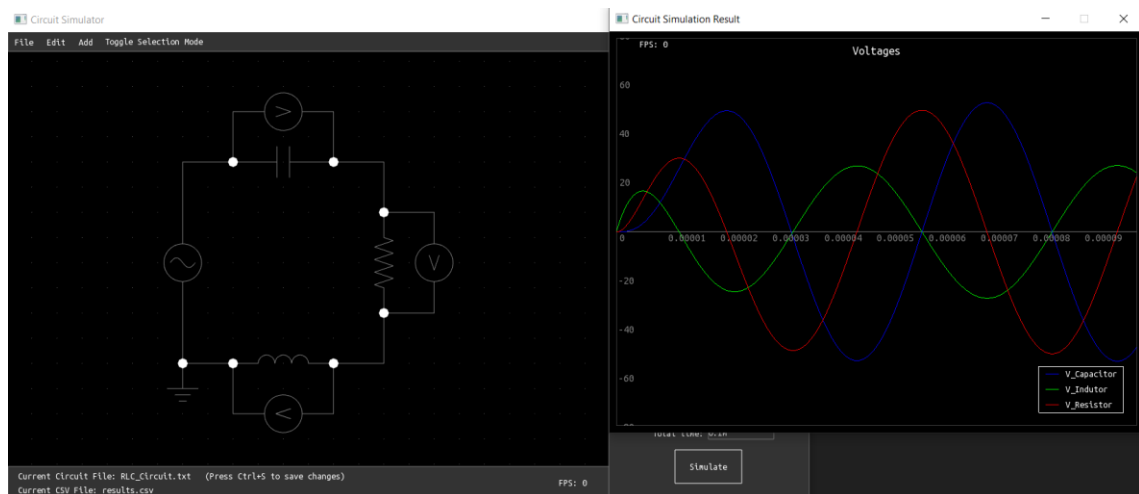 Circuit Simulator
File Edit Add Toggle Selection Mode
V
V
V
Current Circuit File: RLC_Circuit.txt (Press Ctrl+S to save changes)
Current CSV File: results.csv
FPS: 0
Circuit Simulation Result
FPS: 0
Voltages
60
40
20
0 0.00001 0.00002 0.00003 0.00004 0.00005 0.00006 0.00007 0.00008 0.00009
-20
-40
-60
V_Capacitor
V_Indutor
V_Resistor
Total time:
Simulate